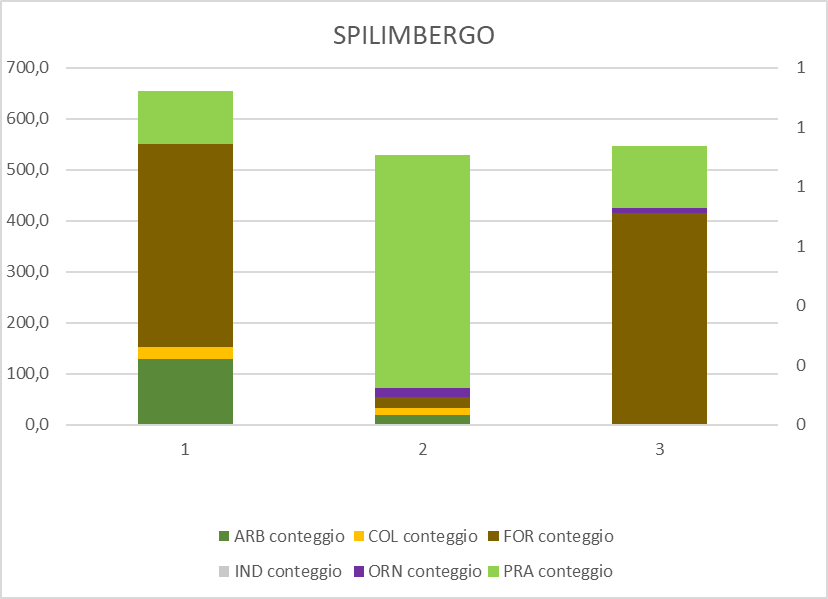 SPILIMBERGO
700,0 1
600,0 1
500,0 1
400,0 1
300,0 0
200,0 0
100,0 0
0,0
1 2 3
ARB conteggio COL conteggio FOR conteggio
IND conteggio ORN conteggio PRA conteggio